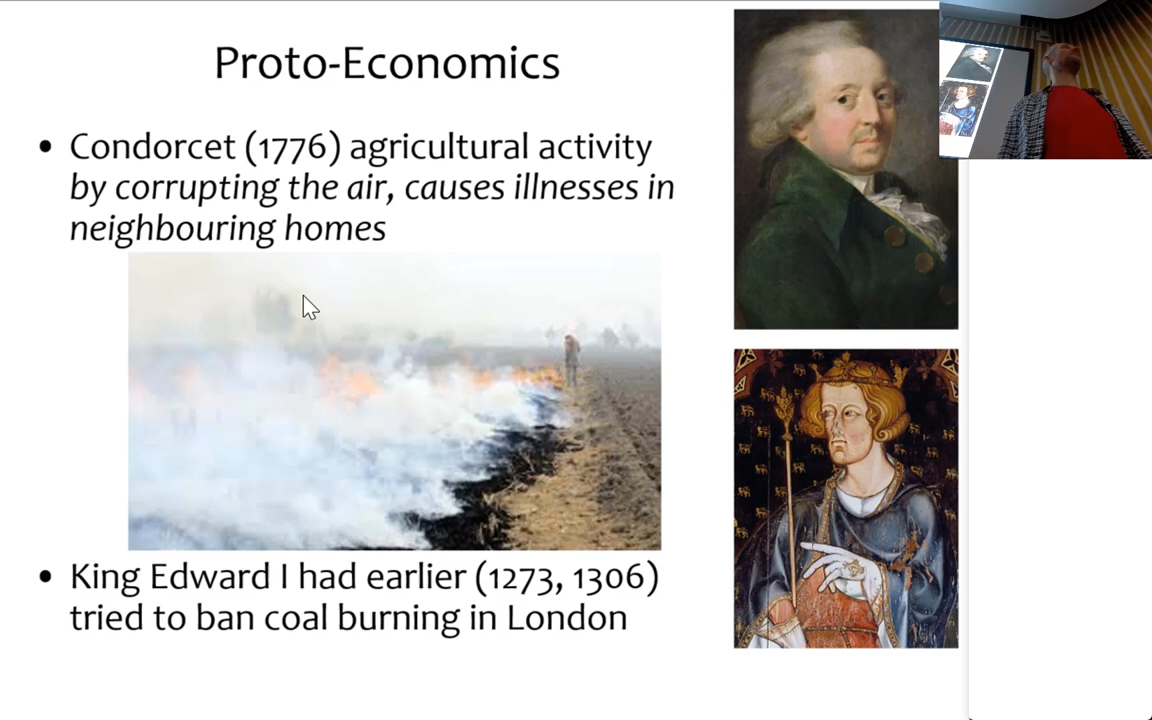 Proto-Economics
• Condorcet (1776) agricultural activity
by corrupting the air, causes illnesses in
neighbouring homes
• King Edward I had earlier (1273, 1306)
tried to ban coal burning in London